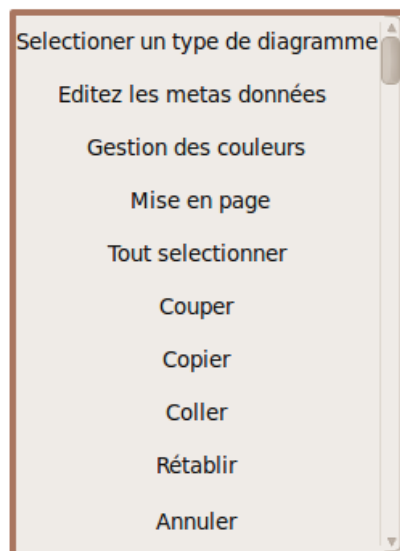 Selectioner un type de diagramme
Editez les metas données
Gestion des couleurs
Mise en page
Tout selectionner
Couper
Copier
Coller
Rétablir
Annuler